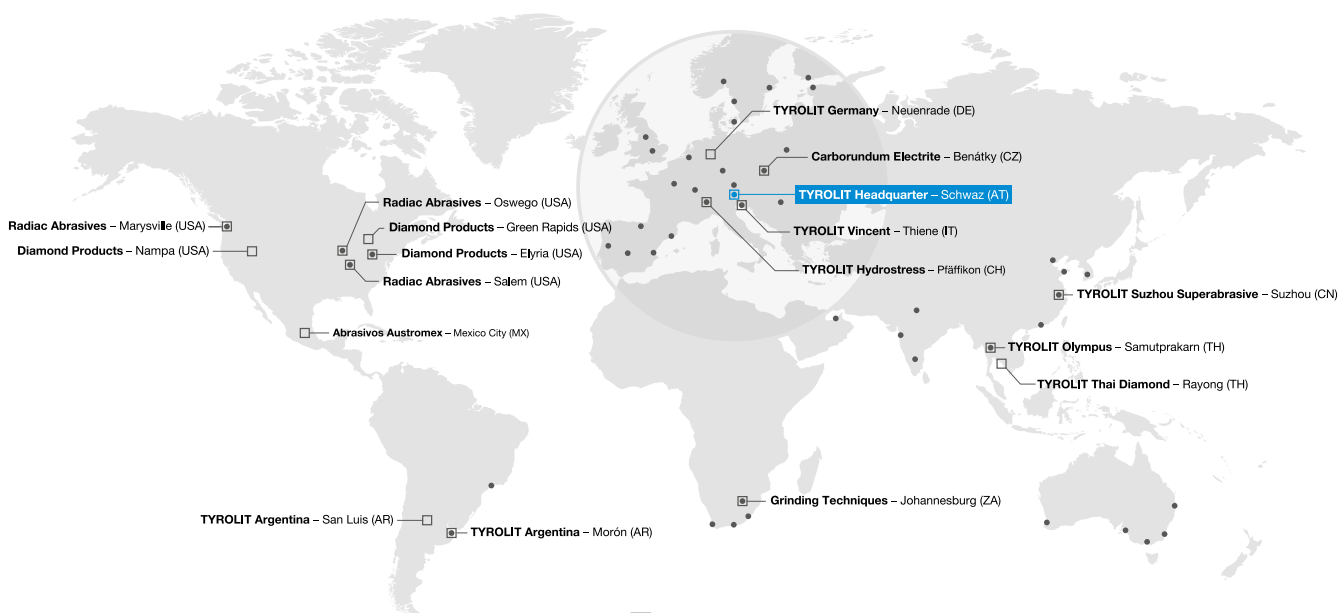 TYROLIT Germany – Neuenrade (DE)
Carborundum Electrite – Benátky (CZ)
TYROLIT Headquarter – Schwaz (AT)
Radiac Abrasives – Oswego (USA)
Radiac Abrasives – Marysville (USA)
Diamond Products – Green Rapids (USA)
TYROLIT Vincent – Thiene (IT)
Diamond Products – Nampa (USA)
Diamond Products – Elyria (USA)
TYROLIT Hydrostress – Pfäffikon (CH)
Radiac Abrasives – Salem (USA)
TYROLIT Suzhou Superabrasive – Suzhou (CN)
Abrasivos Austromex – Mexico City (MX)
TYROLIT Olympus – Samutprakarn (TH)
TYROLIT Thai Diamond – Rayong (TH)
Grinding Techniques – Johannesburg (ZA)
TYROLIT Argentina – San Luis (AR)
TYROLIT Argentina – Morón (AR)